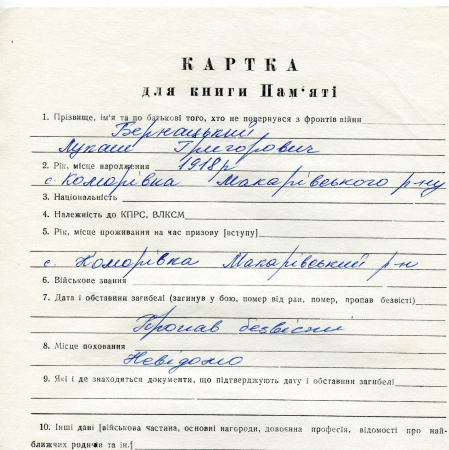 КАРТКА
для книги Пам'яті
1. Прізвище, ім'я та по батькові того, хто не повернувся з фронтів війни
Бернацький
Лукаш Григорович
2. Рік, місце народження 1918 р
с. Комарівка Макарівського р-ну
3. Національність
4. Належність до КПРС, ВЛКСМ
5. Рік, місце проживання на час призову [вступу]
с. Комарівка Макарівський р-н
6. Військове звання
7. Дата і обставини загибелі (загинув у бою, помер від ран, помер, пропав безвісті)
Пропав безвісті
8. Місце поховання
Невідомо
9. Які і де знаходяться документи, що підтверджують дату і обставини загибелі
10. Інші дані [військова частина, основні нагороди, довоєнна професія, відомості про най-
ближчих родичів та ін.]